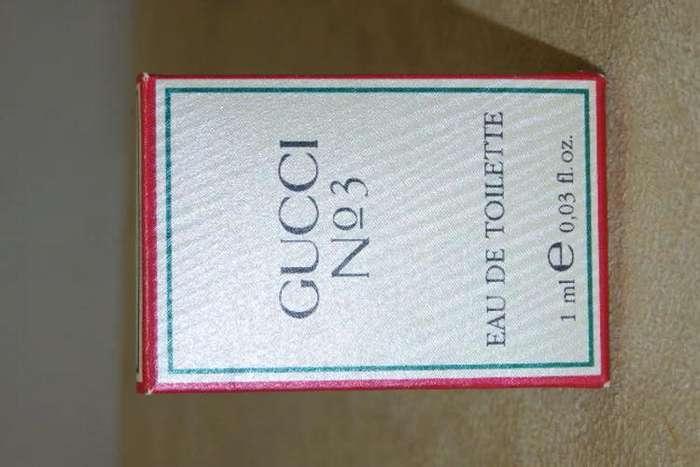 GUCCI
Nº3
EAU DE TOILETTE
1 ml ℮ 0,03 fl. oz.